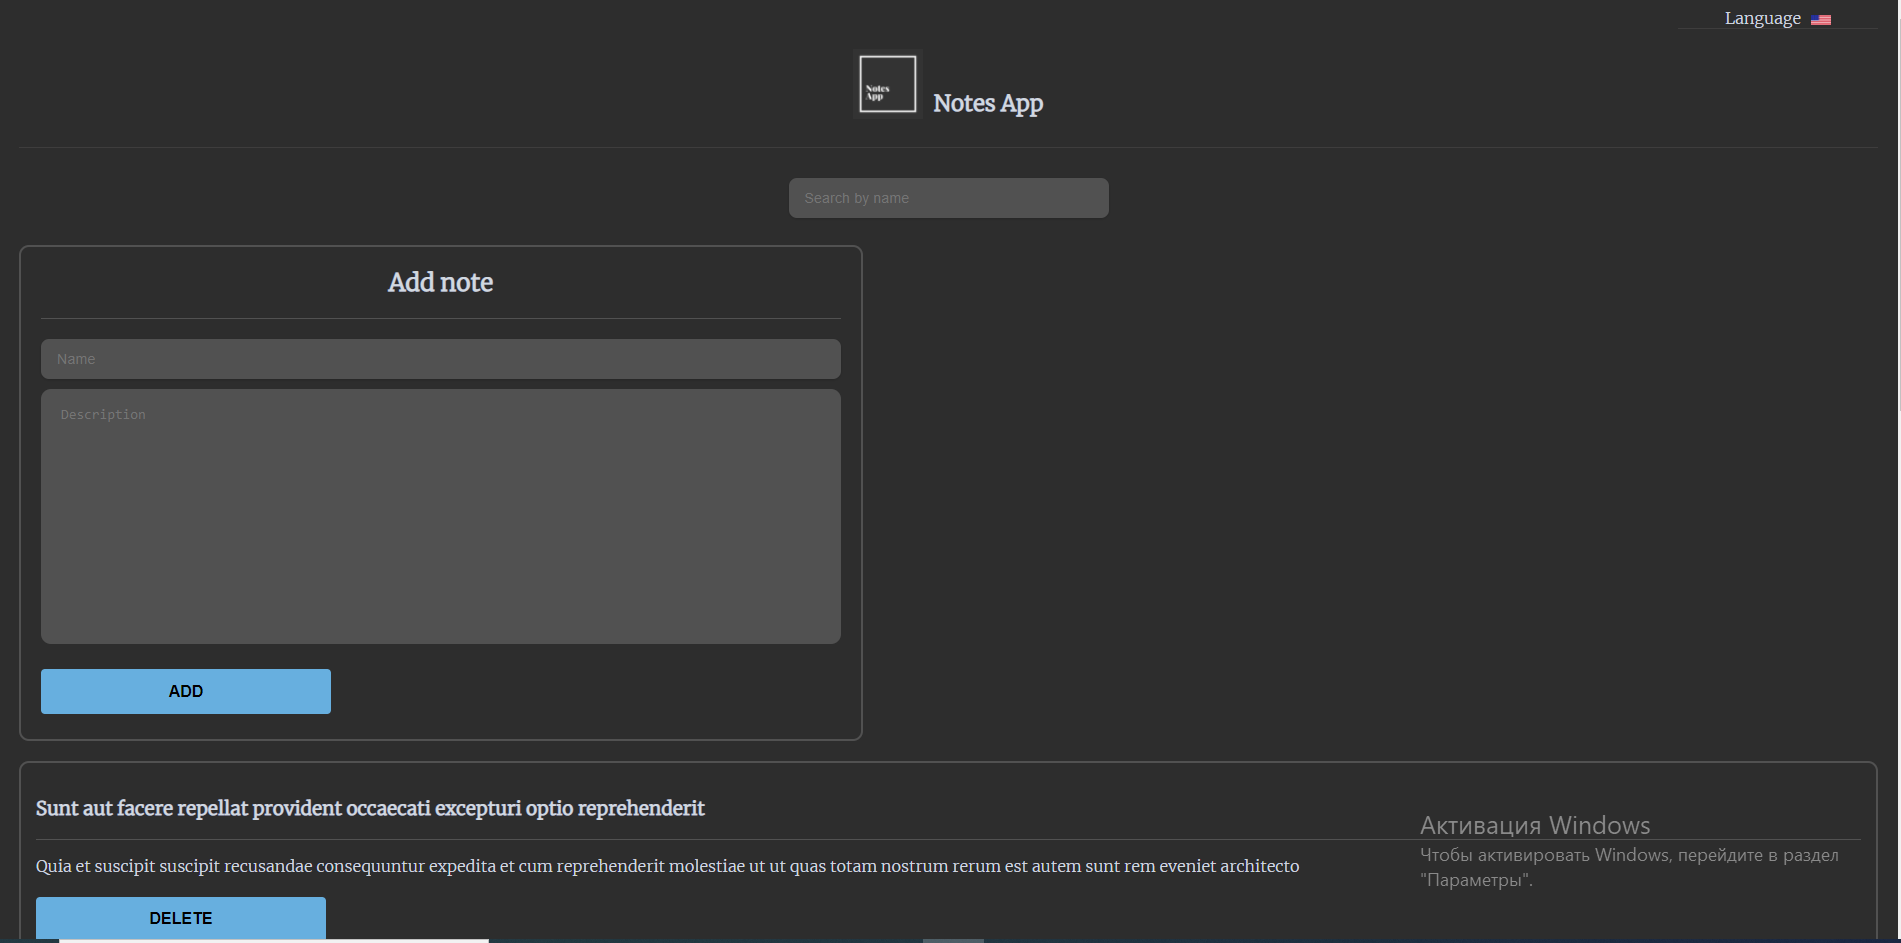 Language
Notes
App
Notes App
Search by name
Add note
Name
Description
ADD
Sunt aut facere repellat provident occaecati excepturi optio reprehenderit
Quia et suscipit suscipit recusandae consequuntur expedita et cum reprehenderit molestiae ut ut quas totam nostrum rerum est autem sunt rem eveniet architecto
DELETE
Активация Windows
Чтобы активировать Windows, перейдите в раздел
"Параметры".